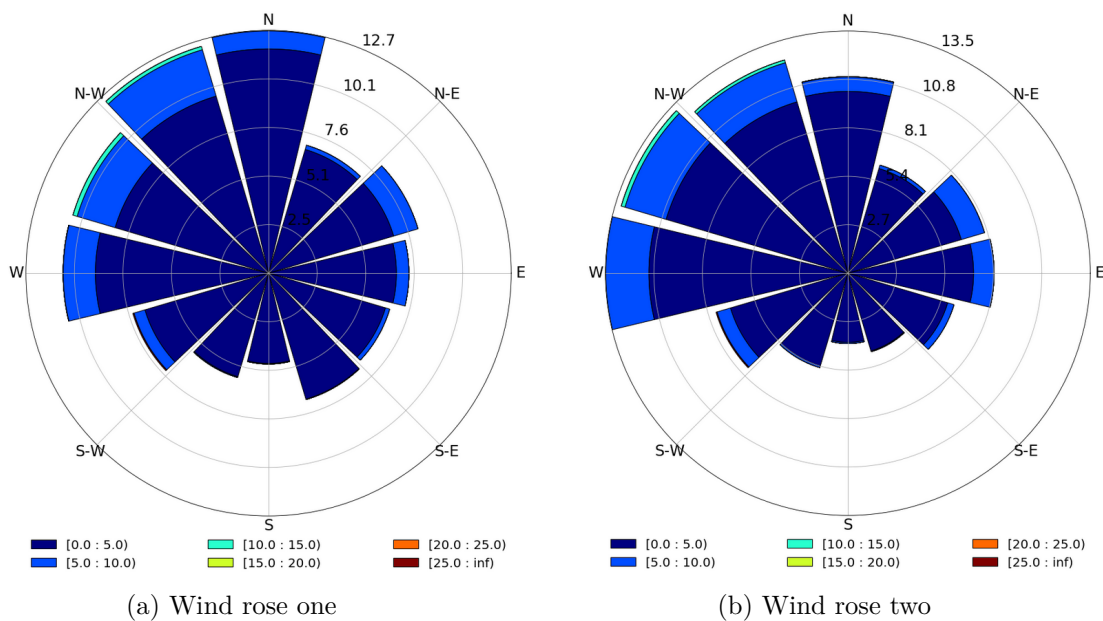 N
12.7
10.1
N-W
N-E
7.6
5.1
2.5
W
E
S-W
S-E
S
[0.0 : 5.0)
[10.0 : 15.0)
[20.0 : 25.0)
[5.0 : 10.0)
[15.0 : 20.0)
[25.0 : inf)
(a) Wind rose one
N
13.5
10.8
N-W
N-E
8.1
5.4
2.7
W
E
S-W
S-E
S
[0.0 : 5.0)
[10.0 : 15.0)
[20.0 : 25.0)
[5.0 : 10.0)
[15.0 : 20.0)
[25.0 : inf)
(b) Wind rose two